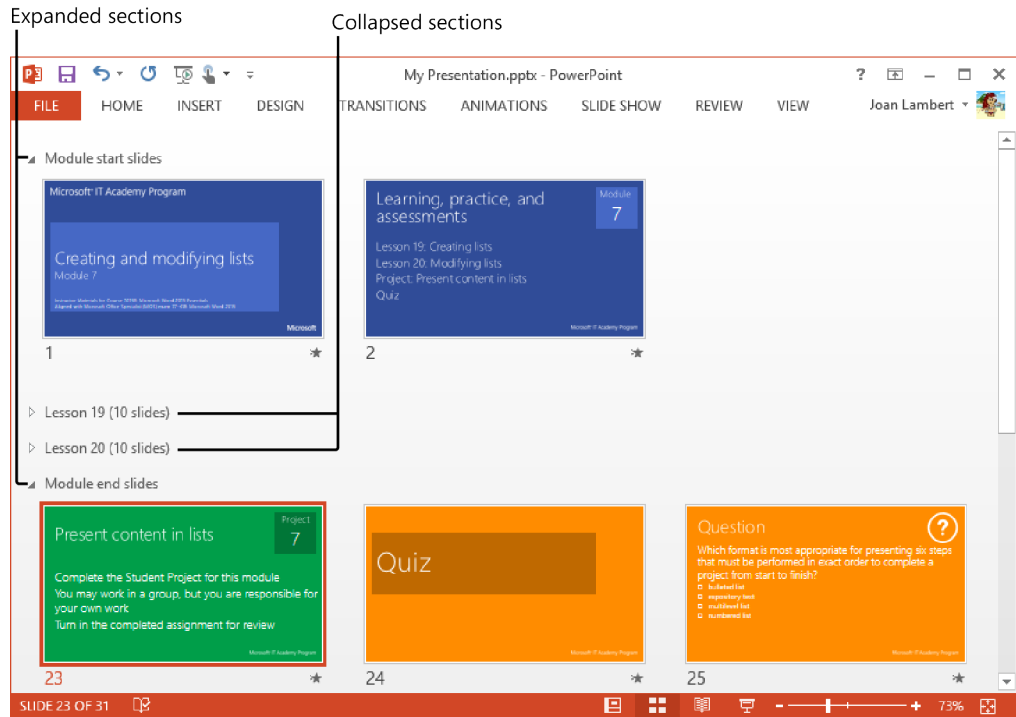 Expanded sections
Collapsed sections
My Presentation.pptx - PowerPoint
?
FILE HOME INSERT DESIGN TRANSITIONS ANIMATIONS SLIDE SHOW REVIEW VIEW Joan Lambert
Module start slides
Microsoft IT Academy Program
Creating and modifying lists
Module 7
Microsoft
1
Learning, practice, and
assessments
Module
7
Lesson 19: Creating lists
Lesson 20: Modifying lists
Project: Present content in lists
Quiz
Microsoft IT Academy Program
2
Lesson 19 (10 slides)
Lesson 20 (10 slides)
Module end slides
Present content in lists
Project
7
Complete the Student Project for this module
You may work in a group, but you are responsible for
your own work
Turn in the completed assignment for review
Microsoft IT Academy Program
23
Quiz
Microsoft IT Academy Program
24
Question
?
Which format is most appropriate for presenting six steps
that must be performed in exact order to complete a
project from start to finish?
bulleted list
repository text
multilevel list
numbered list
Microsoft IT Academy Program
25
SLIDE 23 OF 31
73%